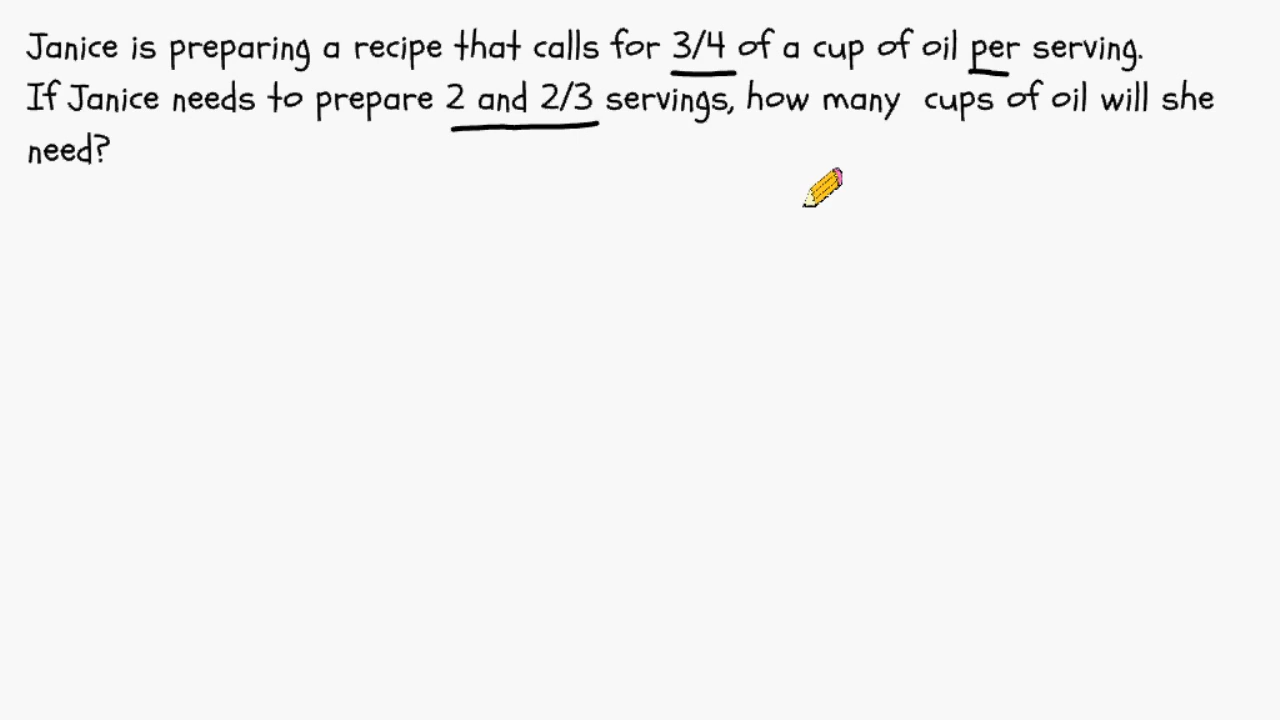 Janice is preparing a recipe that calls for 3/4 of a cup of oil per serving.
If Janice needs to prepare 2 and 2/3 servings, how many cups of oil will she
need?